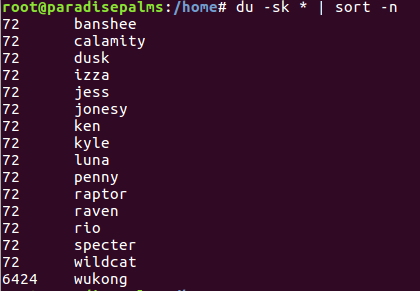 root@paradisepalms:/home# du -sk * | sort -n
72 banshee
72 calamity
72 dusk
72 izza
72 jess
72 jonesy
72 ken
72 kyle
72 luna
72 penny
72 raptor
72 raven
72 rio
72 specter
72 wildcat
6424 wukong